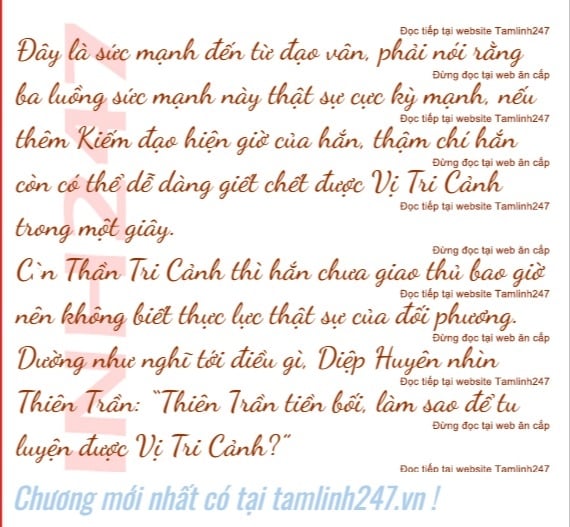 Đọc tiếp tại website Tamlinh247
Đây là sức mạnh đến từ đạo vân, phải nói rằng
Đừng đọc tại web ăn cắp
ba luồng sức mạnh này thật sự cực kỳ mạnh, nếu
Đọc tiếp tại website Tamlinh247
thêm Kiếm đạo hiện giờ của hắn, thậm chí hắn
Đừng đọc tại web ăn cắp
còn có thể dễ dàng giết chết được Vị Tri Cảnh
Đọc tiếp tại website Tamlinh247
trong một giây.
Đừng đọc tại web ăn cắp
C`n Thần Tri Cảnh thì hắn chưa giao thủ bao giờ
Đọc tiếp tại website Tamlinh247
nên không biết thực lực thật sự của đối phương.
Đừng đọc tại web ăn cắp
Dường như nghĩ tới điều gì, Diệp Huyên nhìn
Đọc tiếp tại website Tamlinh247
Thiên Trần: “Thiên Trần tiền bối, làm sao để tu
Đừng đọc tại web ăn cắp
luyện được Vị Tri Cảnh?”
Đọc tiếp tại website Tamlinh247
Chương mới nhất có tại tamlinh247.vn !
INH247